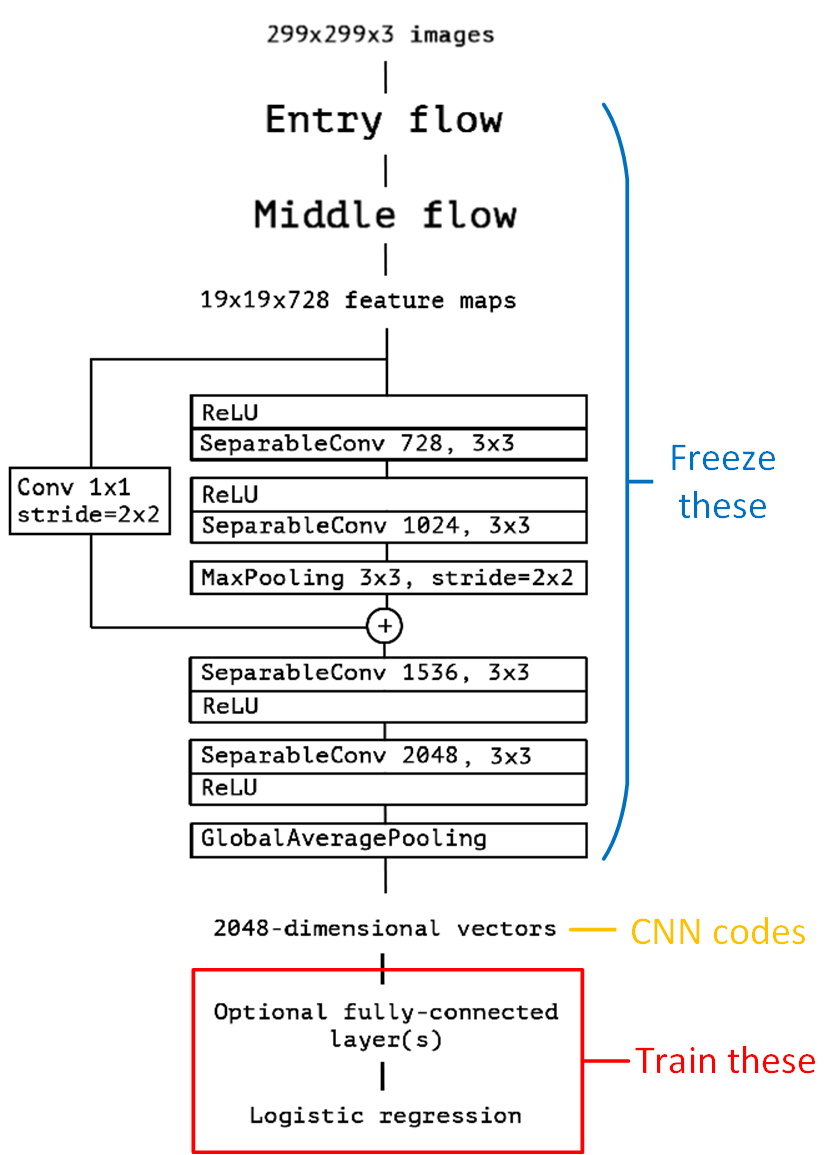 299x299x3 images
Entry flow
Middle flow
19x19x728 feature maps
ReLU
SeparableConv 728, 3x3
Conv 1x1
stride=2x2
ReLU
SeparableConv 1024, 3x3
MaxPooling 3x3, stride=2x2
+
SeparableConv 1536, 3x3
ReLU
SeparableConv 2048, 3x3
ReLU
GlobalAveragePooling
Freeze
these
2048-dimensional vectors
CNN codes
Optional fully-connected
layer(s)
Logistic regression
Train these